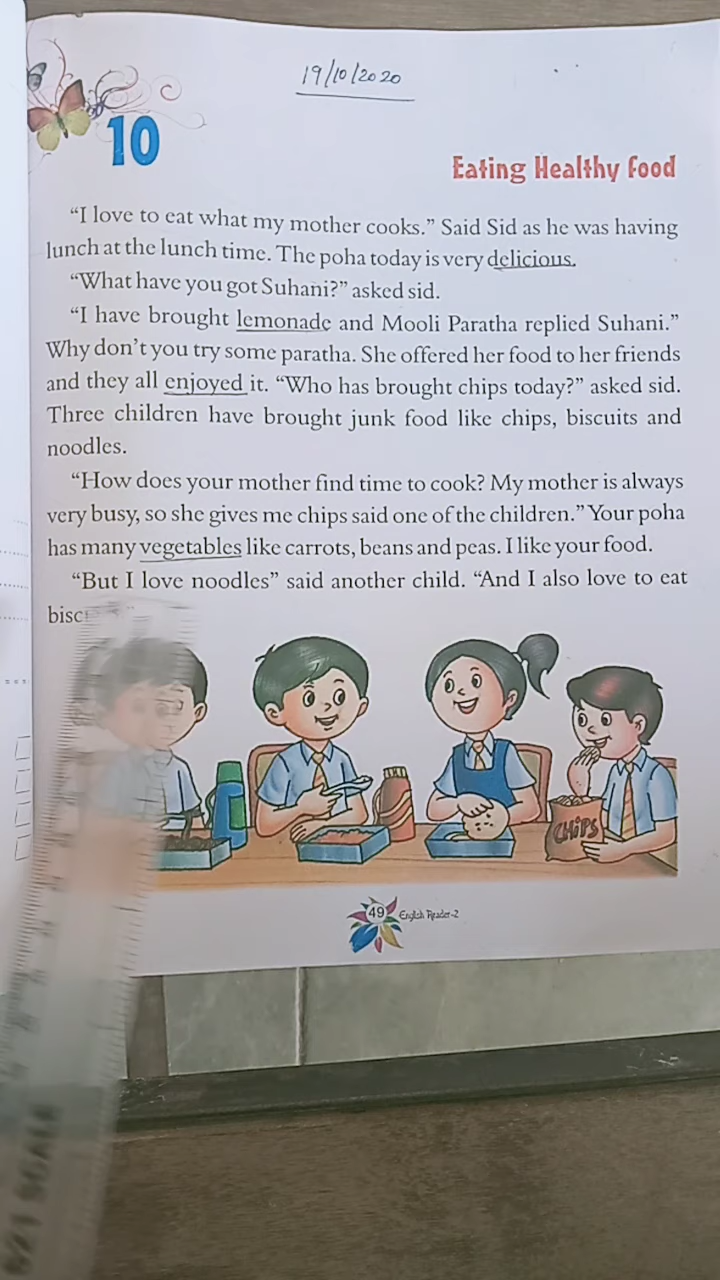 19/10/2020
10
Eating Healthy Food
“I love to eat what my mother cooks.” Said Sid as he was having
lunch at the lunch time. The poha today is very delicious.
“What have you got Suhani?” asked sid.
“I have brought lemonade and Mooli Paratha replied Suhani.”
Why don’t you try some paratha. She offered her food to her friends
and they all enjoyed it. “Who has brought chips today?” asked sid.
Three children have brought junk food like chips, biscuits and
noodles.
“How does your mother find time to cook? My mother is always
very busy, so she gives me chips said one of the children.” Your poha
has many vegetables like carrots, beans and peas. I like your food.
“But I love noodles” said another child. “And I also love to eat
CHIPS
49 English Reader-2